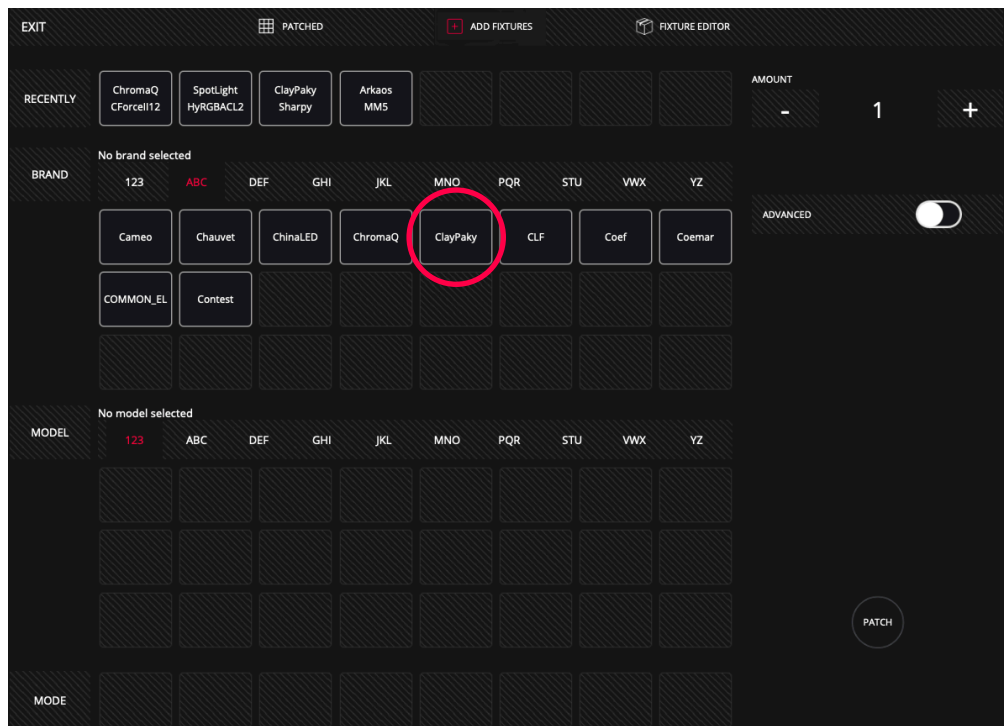 EXIT PATCHED ADD FIXTURES FIXTURE EDITOR
RECENTLY
ChromaQ
CForceII12
SpotLight
HyRGBACL2
ClayPaky
Sharpy
Arkaos
MM5
AMOUNT
- 1 +
BRAND
No brand selected
123 ABC DEF GHI JKL MNO PQR STU VWX YZ
Cameo Chauvet ChinaLED ChromaQ ClayPaky CLF Coef Coemar
COMMON_EL Contest
ADVANCED
MODEL
No model selected
123 ABC DEF GHI JKL MNO PQR STU VWX YZ
PATCH
MODE